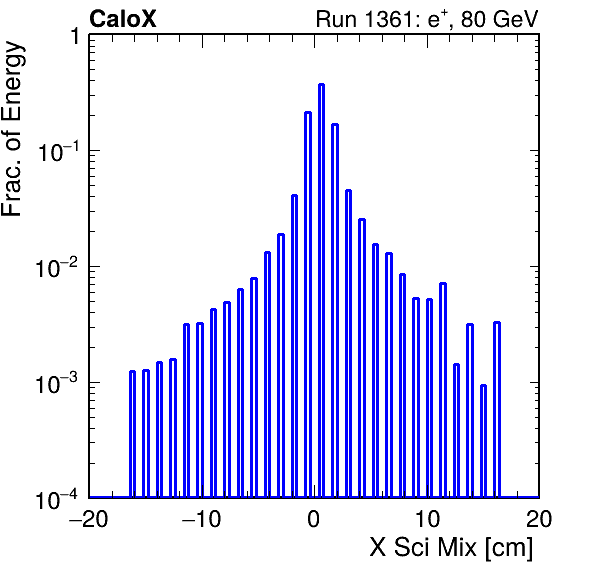 CaloX Run 1361: e⁺, 80 GeV
Frac. of Energy
1
10⁻¹
10⁻²
10⁻³
10⁻⁴
−20 −10 0 10 20
X Sci Mix [cm]